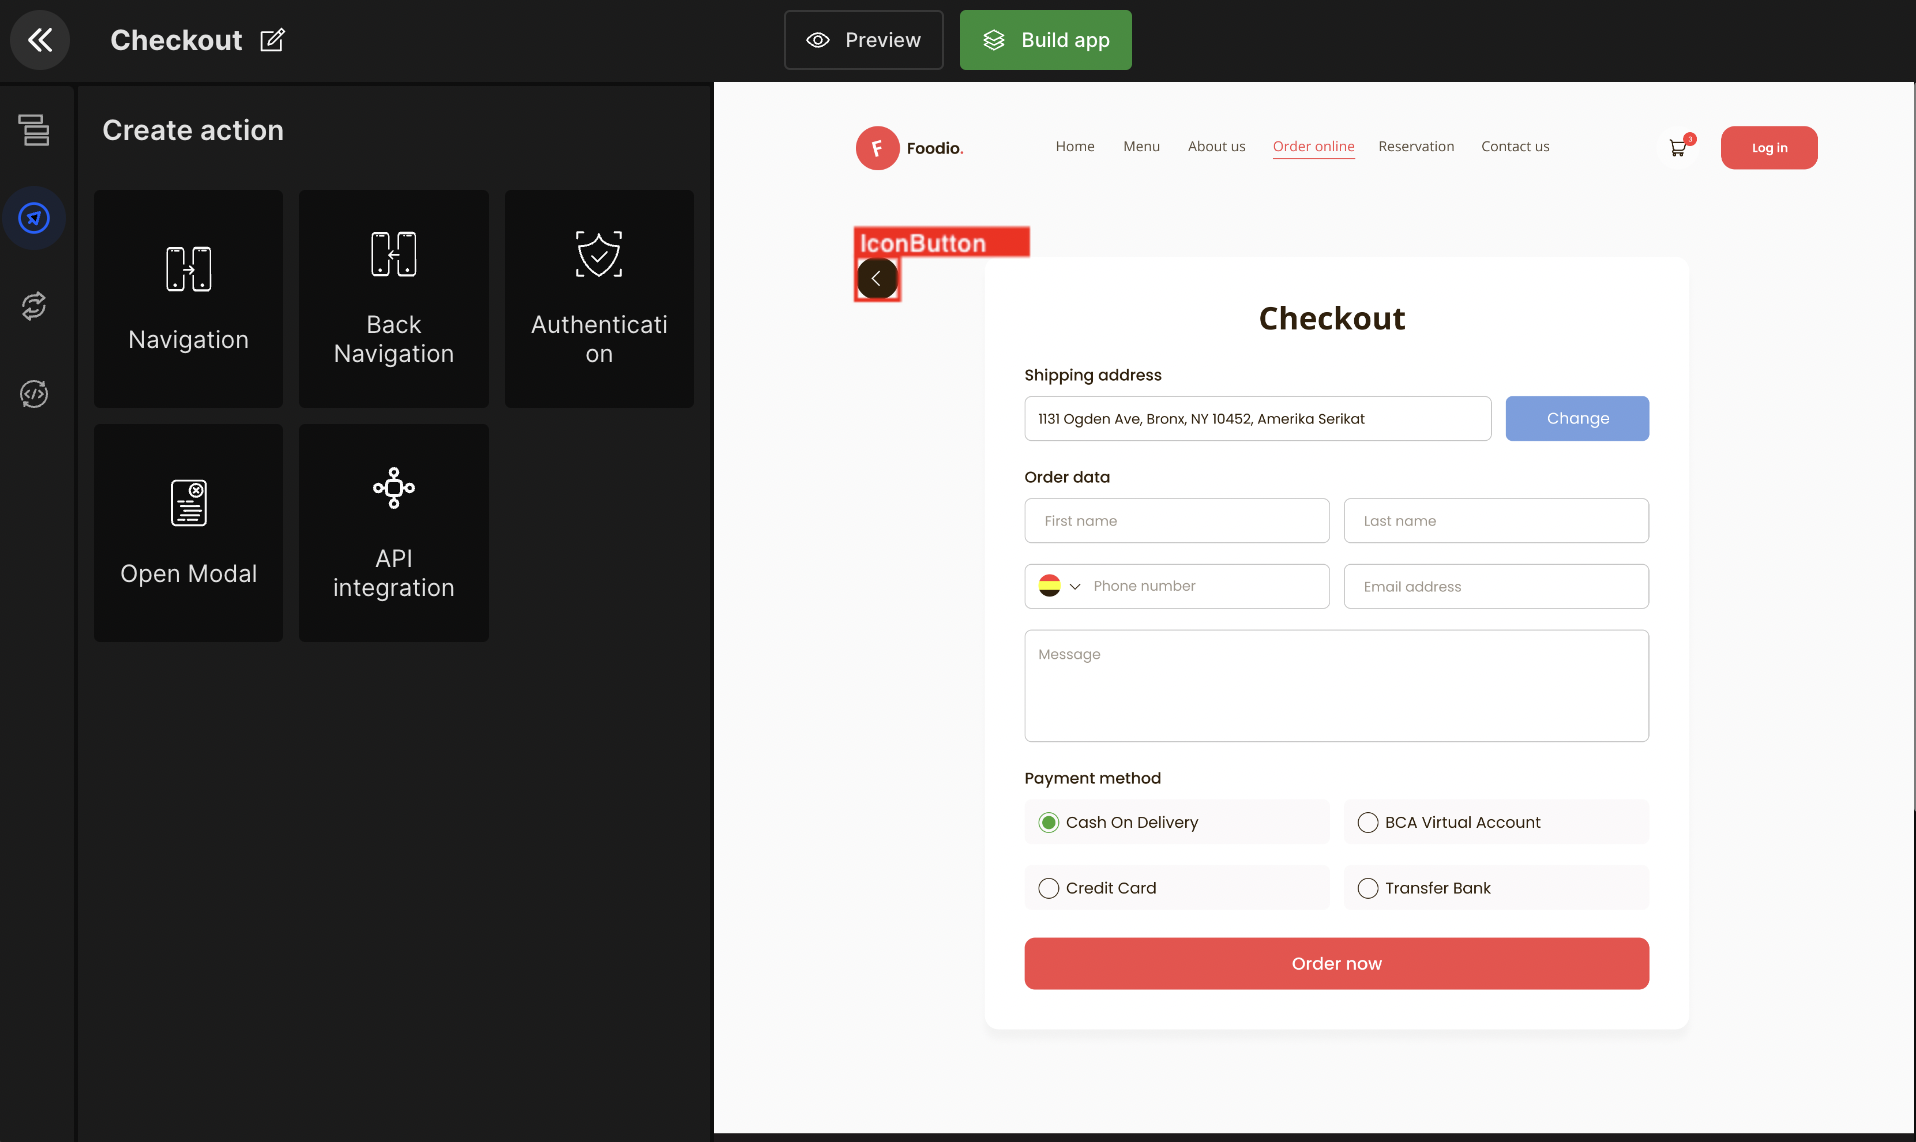 Checkout
Preview
Build app
Create action
Navigation
Back
Navigation
Authenticati
on
Open Modal
API
integration
F
Foodio.
Home
Menu
About us
Order online
Reservation
Contact us
3
Log in
IconButton
Checkout
Shipping address
1131 Ogden Ave, Bronx, NY 10452, Amerika Serikat
Change
Order data
First name
Last name
Phone number
Email address
Message
Payment method
Cash On Delivery
BCA Virtual Account
Credit Card
Transfer Bank
Order now